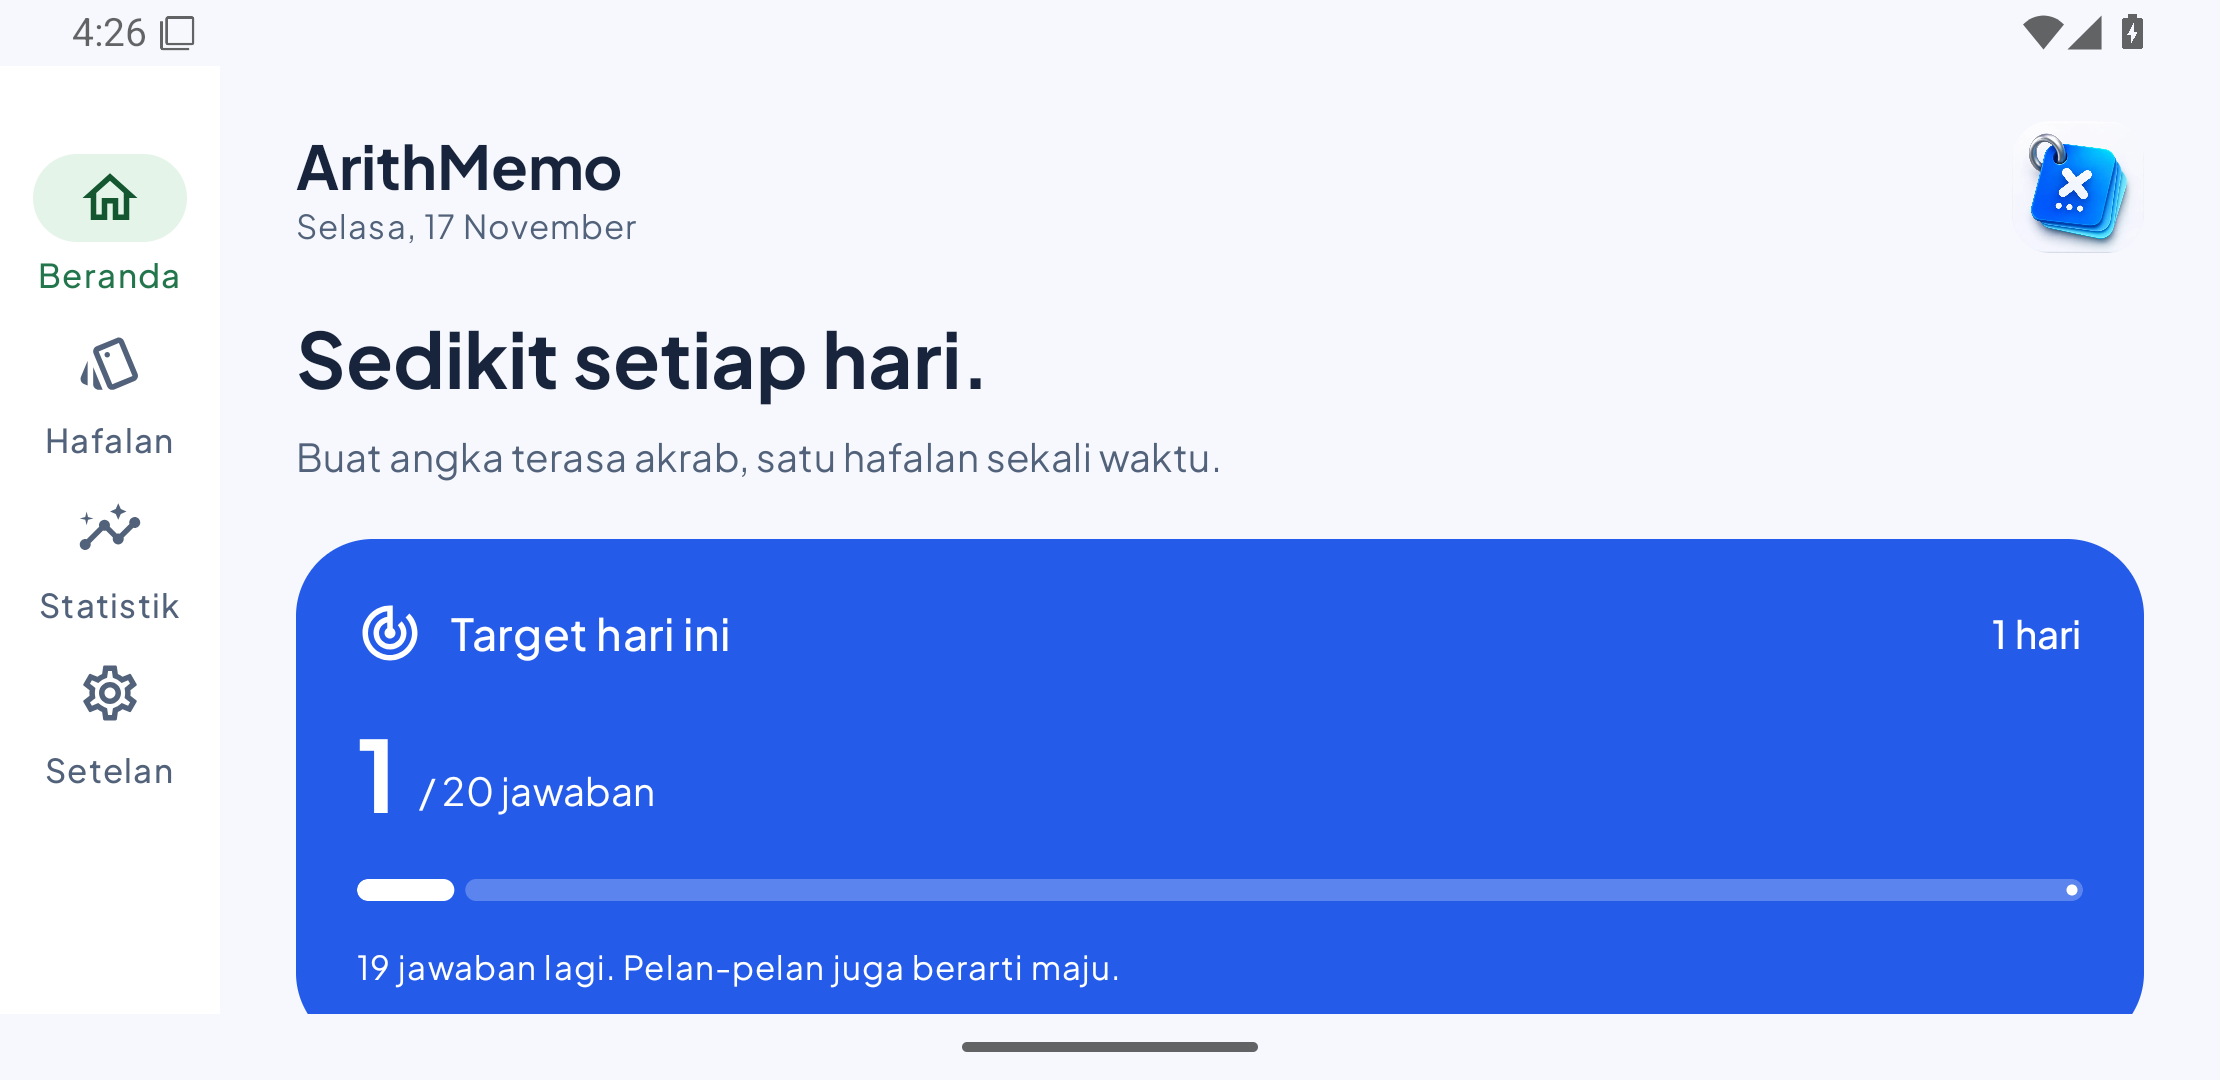 4:26
ArithMemo
Selasa, 17 November
Beranda
Hafalan
Statistik
Setelan
Sedikit setiap hari.
Buat angka terasa akrab, satu hafalan sekali waktu.
Target hari ini
1 hari
1 / 20 jawaban
19 jawaban lagi. Pelan-pelan juga berarti maju.